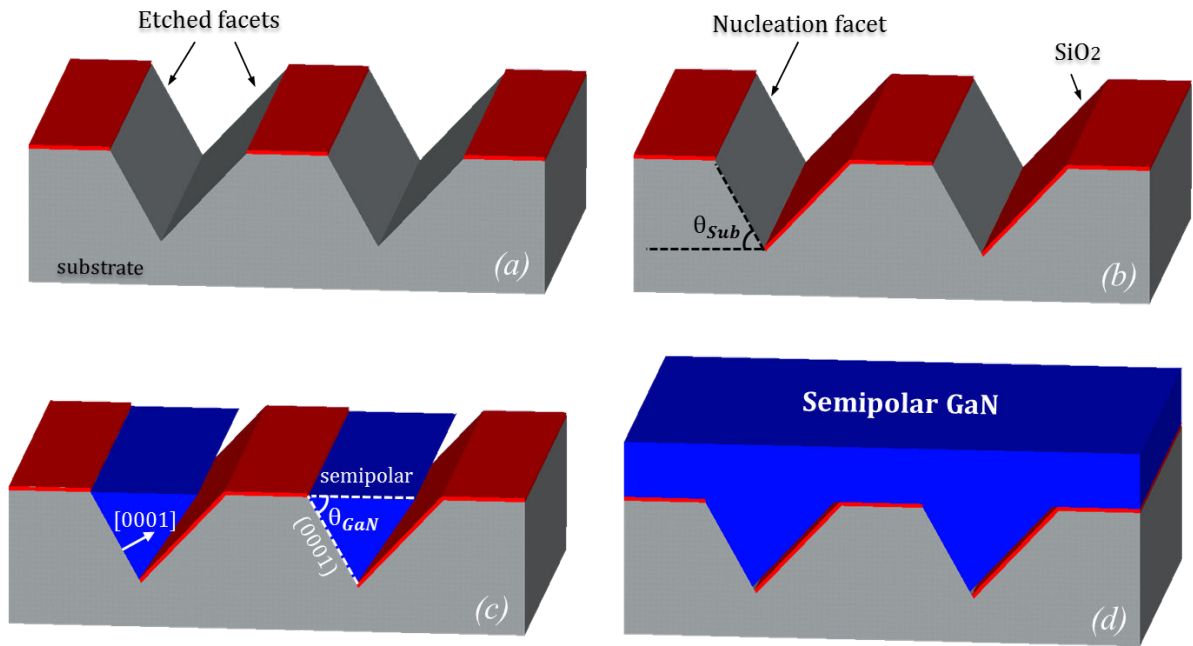 Etched facets
substrate
(a)
Nucleation facet
SiO2
θSub
(b)
[0001]
semipolar
θGaN
(0001)
(c)
Semipolar GaN
(d)